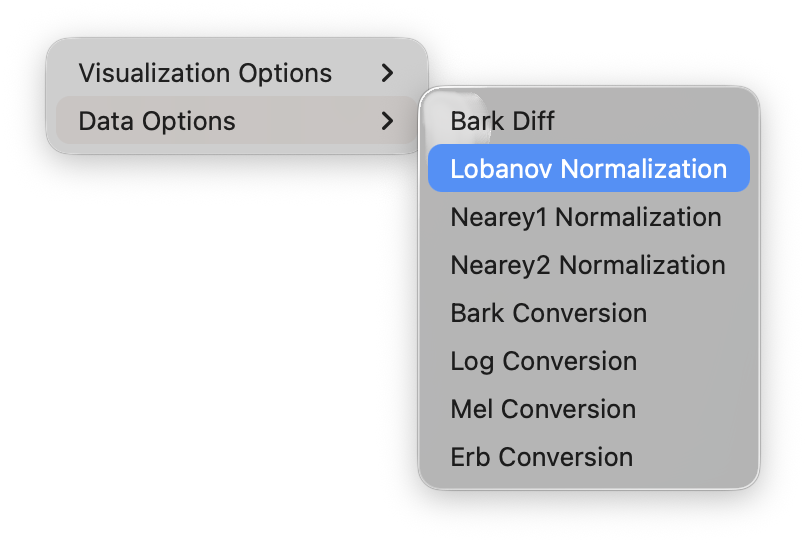 Visualization Options
Data Options
Bark Diff
Lobanov Normalization
Nearey1 Normalization
Nearey2 Normalization
Bark Conversion
Log Conversion
Mel Conversion
Erb Conversion